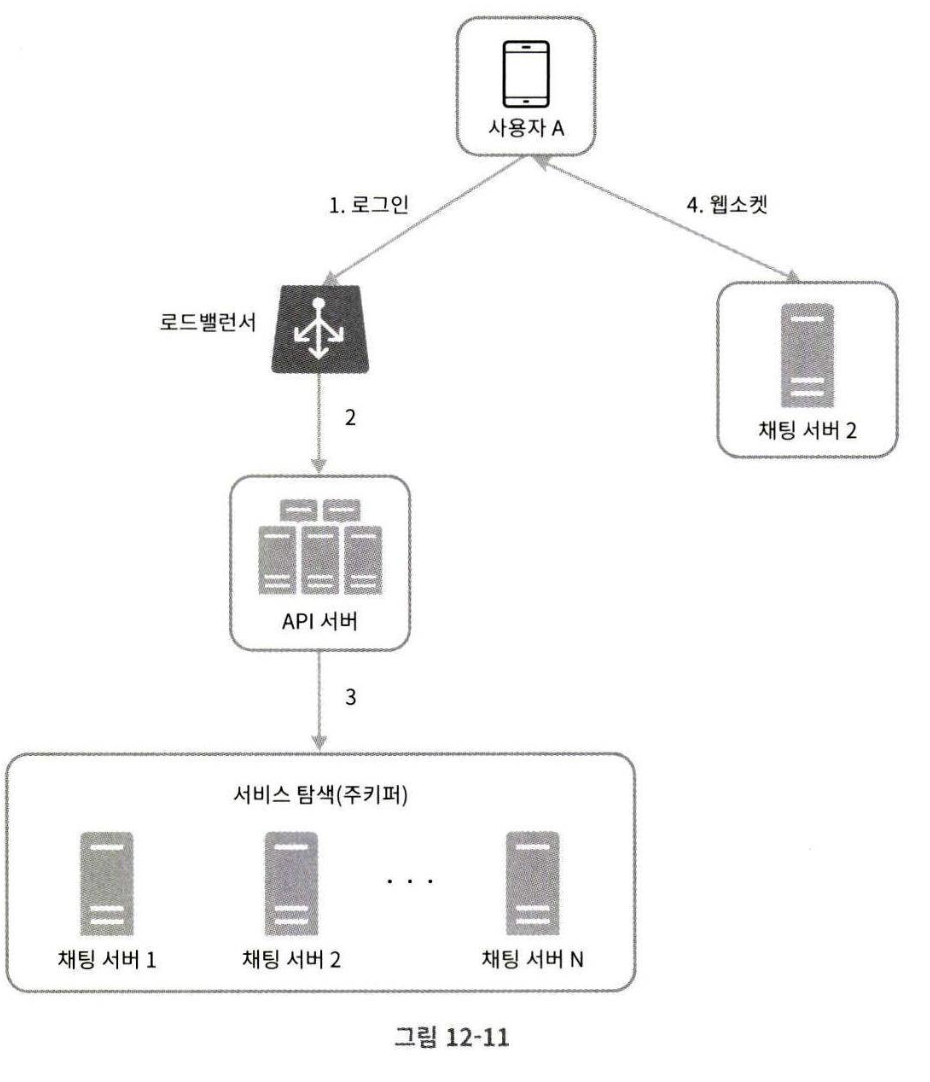 사용자 A
1. 로그인
4. 웹소켓
로드밸런서
2
채팅 서버 2
API 서버
3
서비스 탐색(주키퍼)
· · ·
채팅 서버 1
채팅 서버 2
채팅 서버 N
그림 12-11